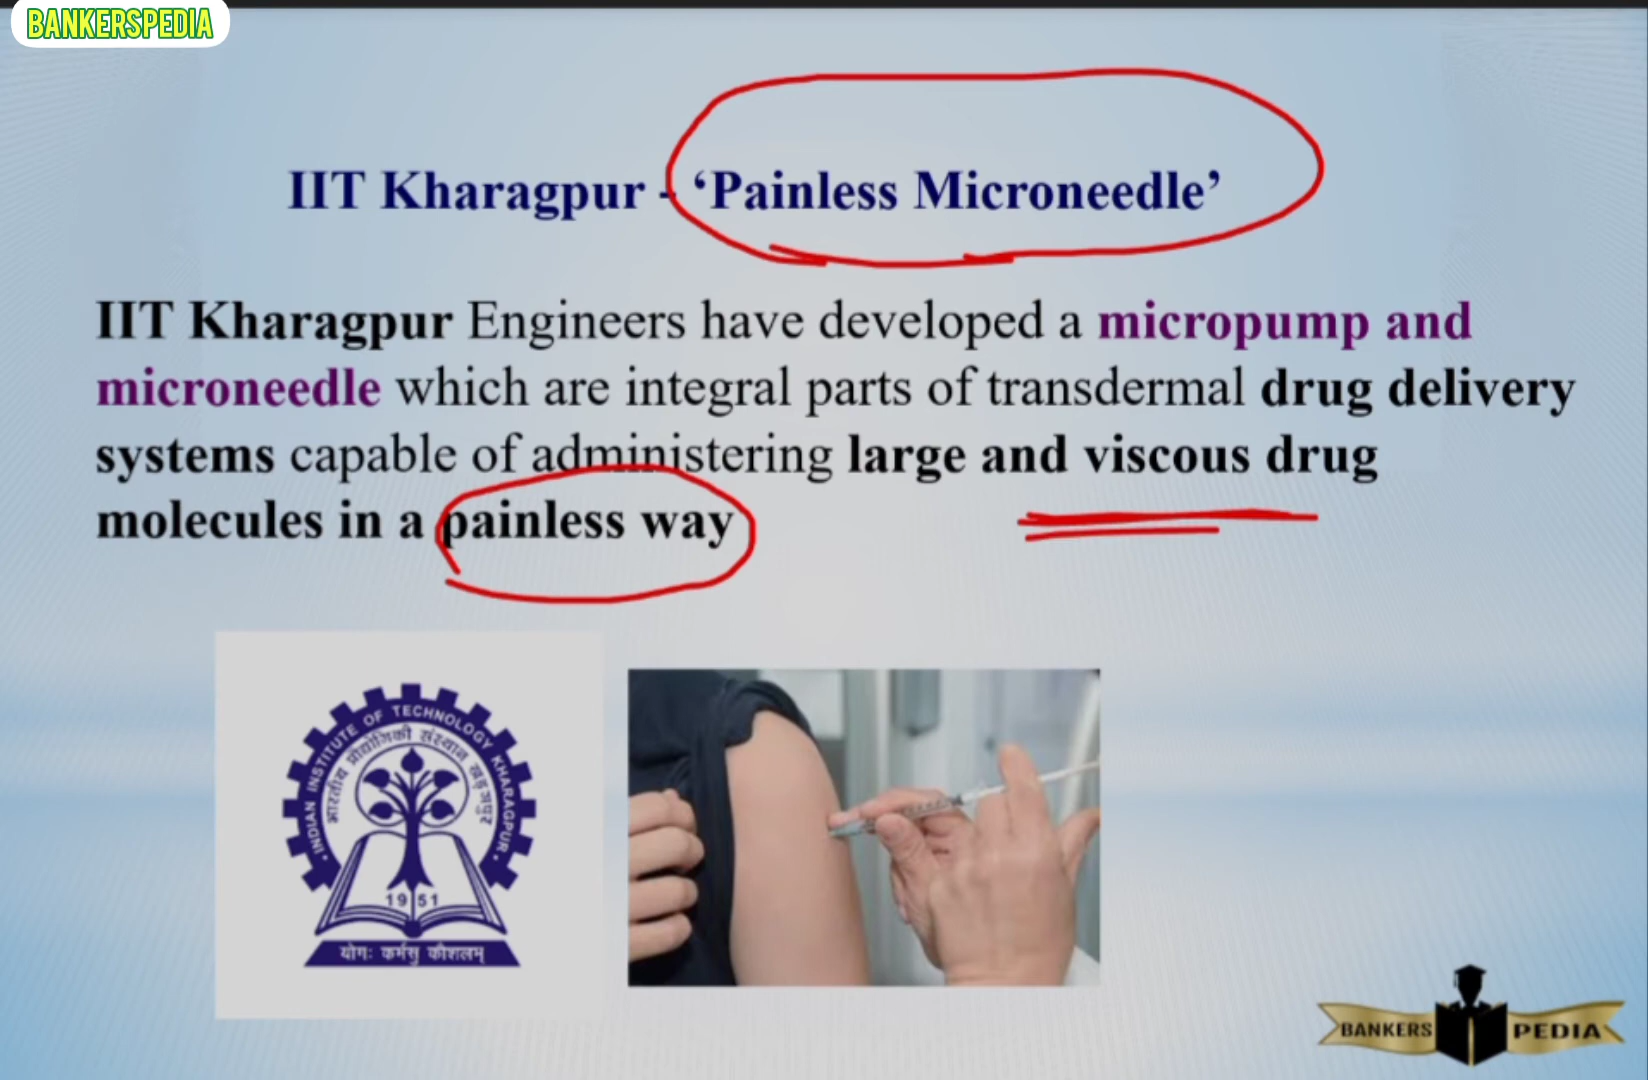 BANKERSPEDIA
IIT Kharagpur - ‘Painless Microneedle’
IIT Kharagpur Engineers have developed a micropump and
microneedle which are integral parts of transdermal drug delivery
systems capable of administering large and viscous drug
molecules in a painless way
INDIAN INSTITUTE OF TECHNOLOGY KHARAGPUR
भारतीय प्रौद्योगिकी संस्थान खड़गपुर
1951
योगः कर्मसु कौशलम्
BANKERS PEDIA